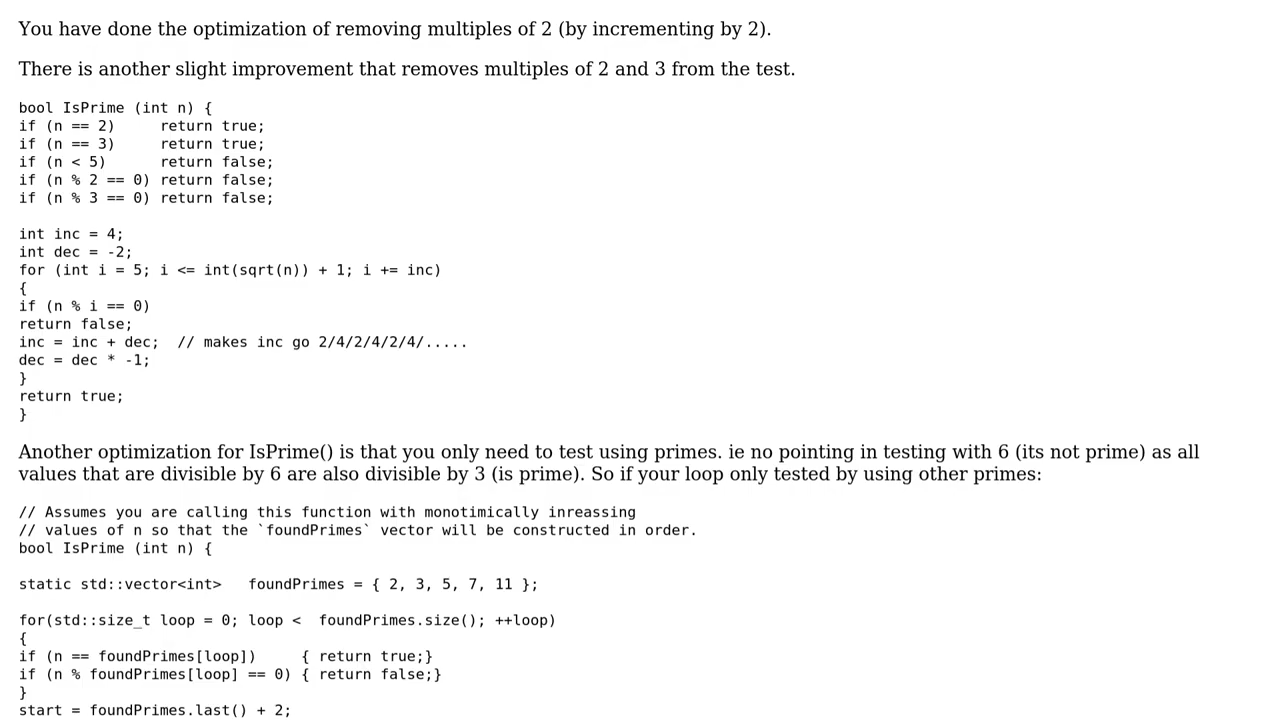 You have done the optimization of removing multiples of 2 (by incrementing by 2).
There is another slight improvement that removes multiples of 2 and 3 from the test.
bool IsPrime (int n) {
if (n == 2)     return true;
if (n == 3)     return true;
if (n < 5)      return false;
if (n % 2 == 0) return false;
if (n % 3 == 0) return false;
int inc = 4;
int dec = -2;
for (int i = 5; i <= int(sqrt(n)) + 1; i += inc)
{
if (n % i == 0)
return false;
inc = inc + dec;  // makes inc go 2/4/2/4/2/4/.....
dec = dec * -1;
}
return true;
}
Another optimization for IsPrime() is that you only need to test using primes. ie no pointing in testing with 6 (its not prime) as all
values that are divisible by 6 are also divisible by 3 (is prime). So if your loop only tested by using other primes:
// Assumes you are calling this function with monotimically inreassing
// values of n so that the `foundPrimes` vector will be constructed in order.
bool IsPrime (int n) {
static std::vector<int>   foundPrimes = { 2, 3, 5, 7, 11 };
for(std::size_t loop = 0; loop <  foundPrimes.size(); ++loop)
{
if (n == foundPrimes[loop])     { return true;}
if (n % foundPrimes[loop] == 0) { return false;}
}
start = foundPrimes.last() + 2;